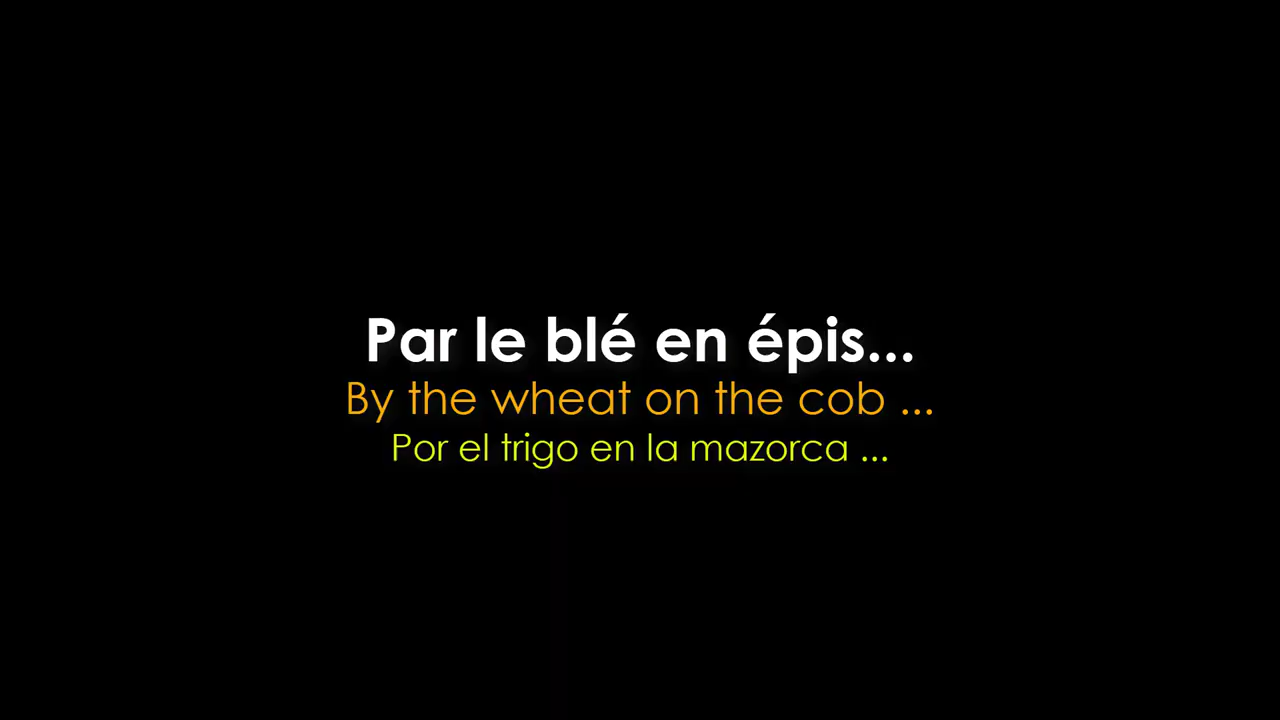 Par le blé en épis...
By the wheat on the cob ...
Por el trigo en la mazorca ...